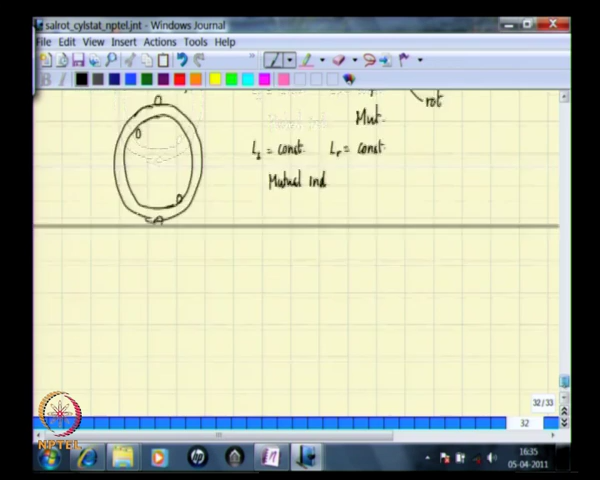 salrot_cylstat_nptel.jnt - Windows Journal
File Edit View Insert Actions Tools Help
rot
Mut.
Ls = const. Lr = const.
Mutual ind
32/33
32
NPTEL
16:35
05-04-2011